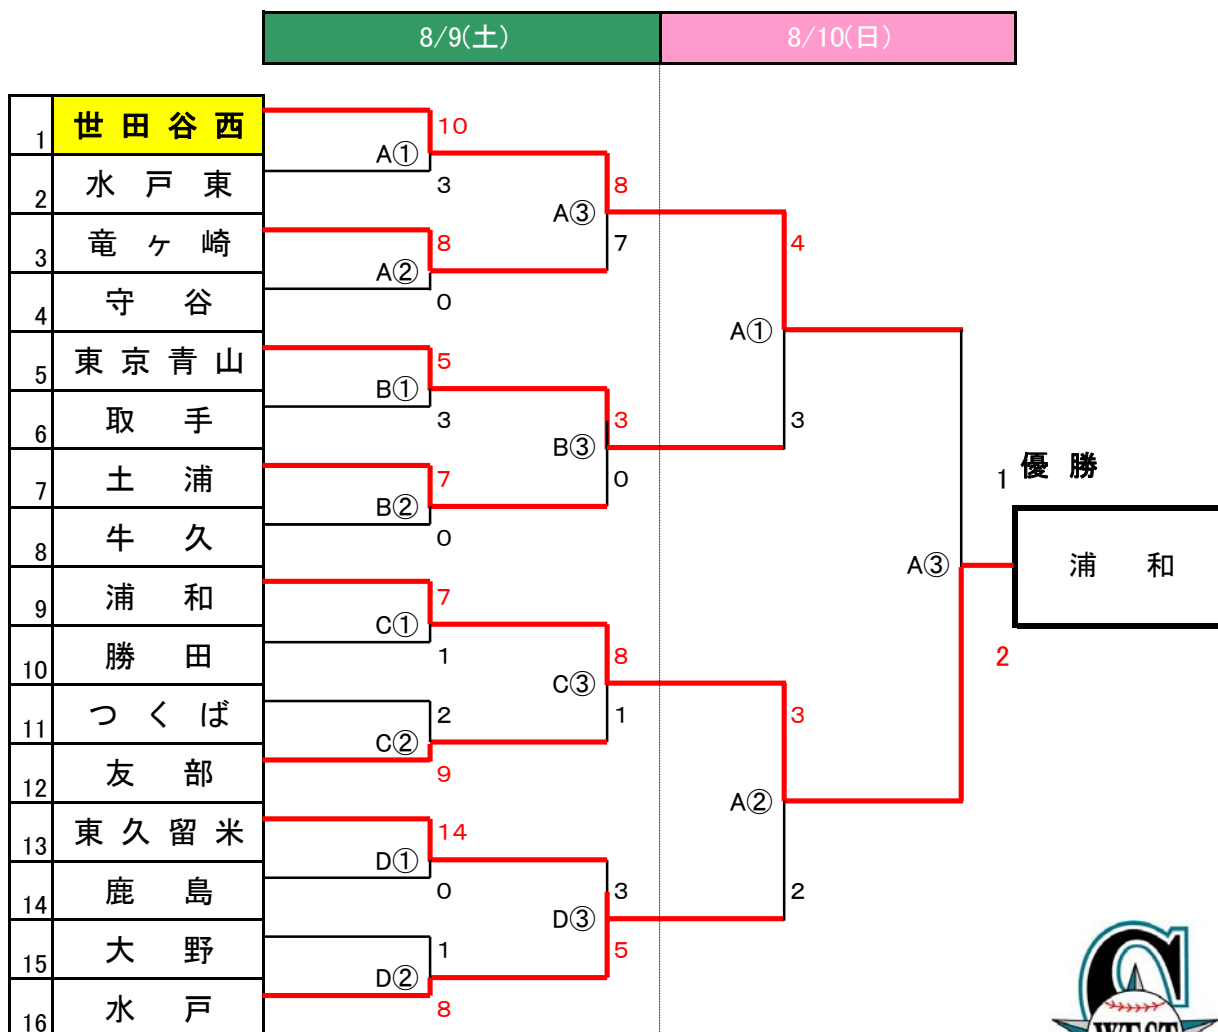 8/9(土) 8/10(日)
1 世田谷西
10
A①
2 水戸東
3
8
A③
3 竜ヶ崎
8
7
4
A②
4 守谷
0
A①
5 東京青山
5
B①
6 取手
3
3
3
B③
7 土浦
7
0
1 優勝
B②
8 牛久
0
A③
浦和
9 浦和
7
C①
10 勝田
1
8
2
C③
11 つくば
2
1
3
C②
12 友部
9
A②
13 東久留米
14
D①
14 鹿島
0
3
2
D③
15 大野
1
5
D②
16 水戸
8
WEST